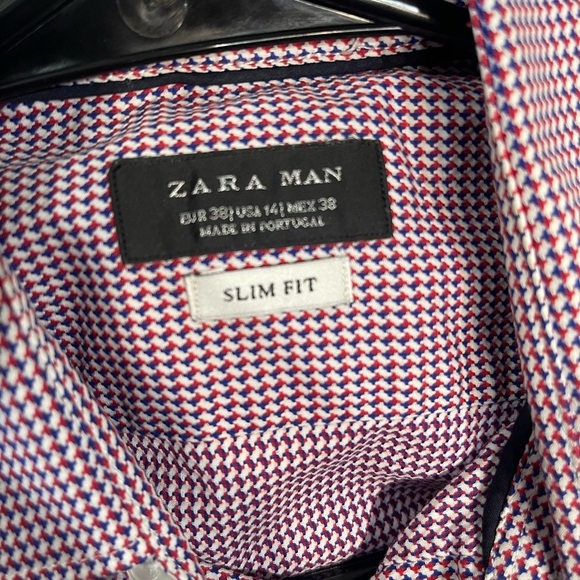 ZARA MAN
EUR 38 | USA 14 | MEX 38
MADE IN PORTUGAL
SLIM FIT